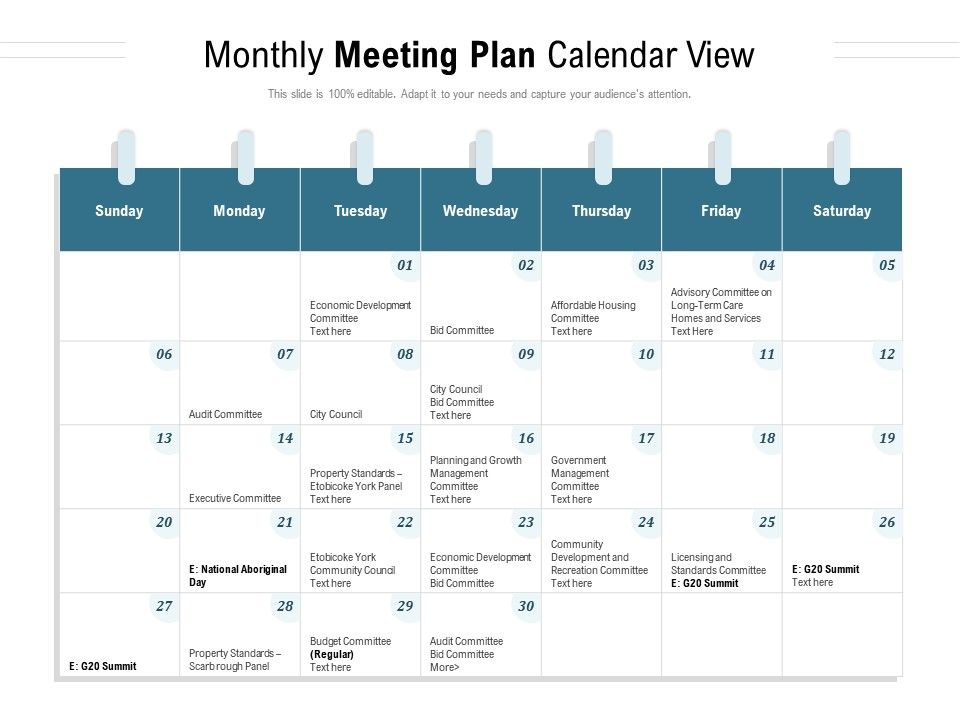 Monthly Meeting Plan Calendar View
This slide is 100% editable. Adapt it to your needs and capture your audience's attention.
Sunday
Monday
Tuesday
Wednesday
Thursday
Friday
Saturday
01
Economic Development
Committee
Text here
02
Bid Committee
03
Affordable Housing
Committee
Text here
04
Advisory Committee on
Long-Term Care
Homes and Services
Text Here
05
06
07
Audit Committee
08
City Council
09
City Council
Bid Committee
Text here
10
11
12
13
14
Executive Committee
15
Property Standards –
Etobicoke York Panel
Text here
16
Planning and Growth
Management
Committee
Text here
17
Government
Management
Committee
Text here
18
19
20
21
E: National Aboriginal
Day
22
Etobicoke York
Community Council
Text here
23
Economic Development
Committee
Bid Committee
24
Community
Development and
Recreation Committee
Text here
25
Licensing and
Standards Committee
E: G20 Summit
26
E: G20 Summit
Text here
27
E: G20 Summit
28
Property Standards –
Scarbrough Panel
29
Budget Committee
(Regular)
Text here
30
Audit Committee
Bid Committee
More>